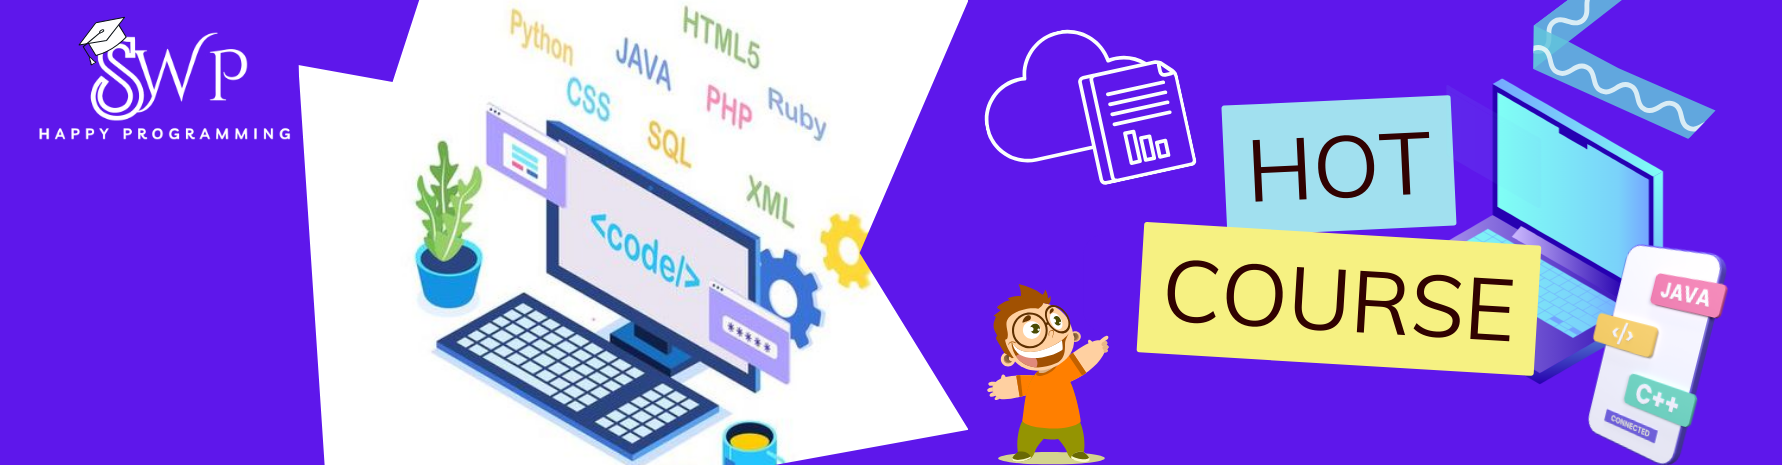 SWP
HAPPY PROGRAMMING
Python
JAVA
HTML5
CSS
PHP
Ruby
SQL
XML
<code/>
*****
HOT
COURSE
JAVA
</>
C++
CONNECTED